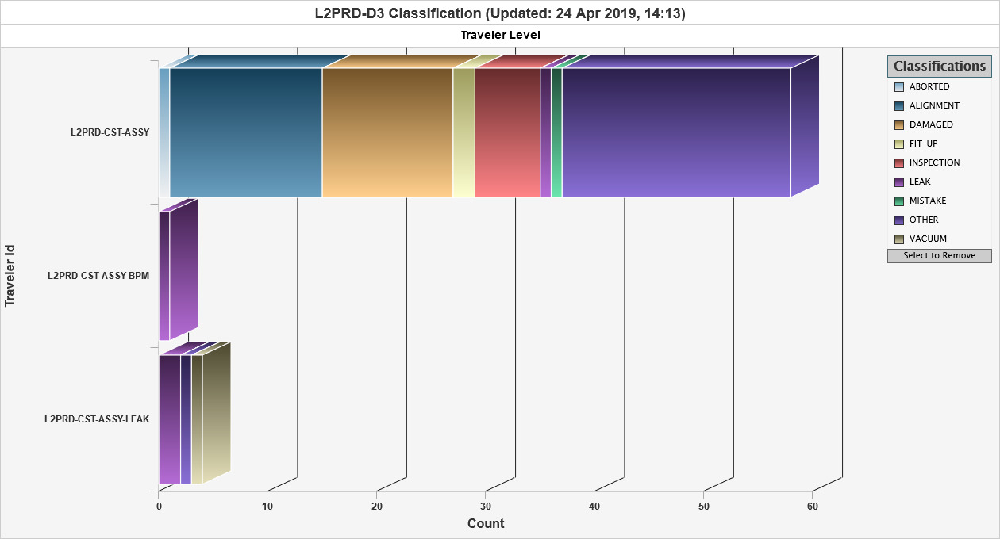 L2PRD-D3 Classification (Updated: 24 Apr 2019, 14:13)
Traveler Level
Classifications
ABORTED
ALIGNMENT
DAMAGED
FIT_UP
INSPECTION
LEAK
MISTAKE
OTHER
VACUUM
Select to Remove
Traveler Id
L2PRD-CST-ASSY
L2PRD-CST-ASSY-BPM
L2PRD-CST-ASSY-LEAK
0 10 20 30 40 50 60
Count